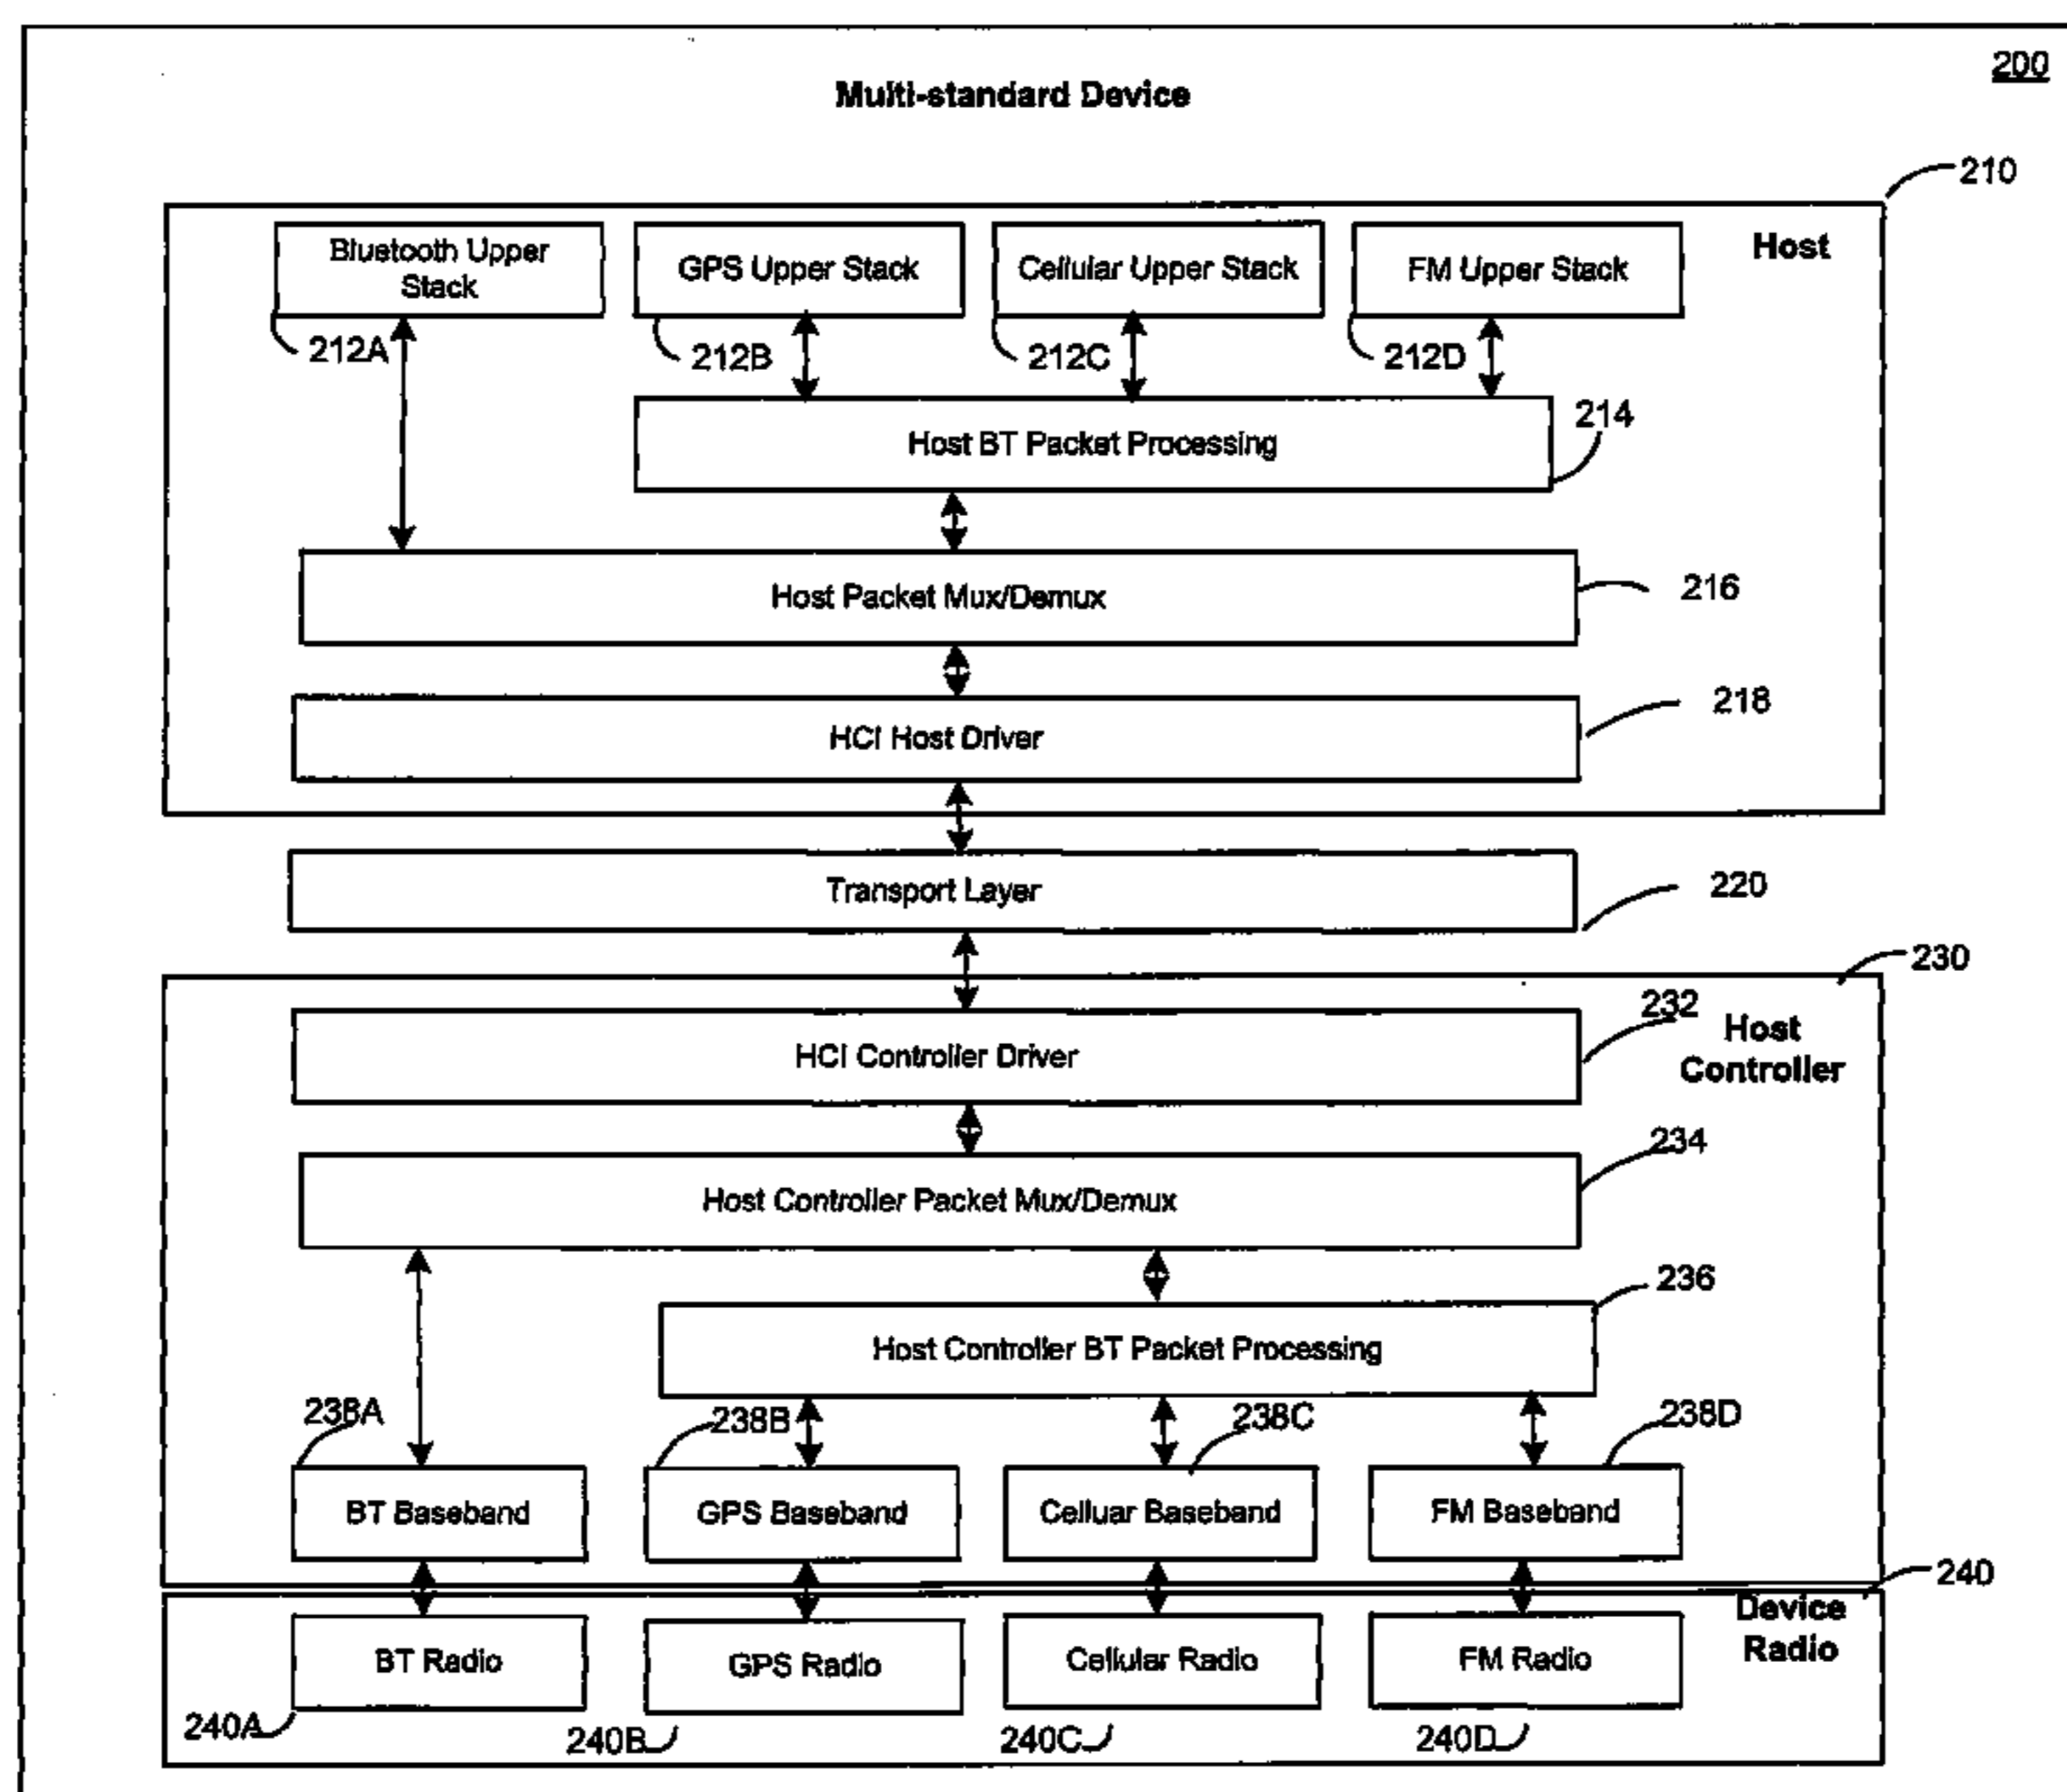 200
Multi-standard Device
210
Host
Bluetooth Upper
Stack
GPS Upper Stack
Cellular Upper Stack
FM Upper Stack
212A
212B
212C
212D
214
Host BT Packet Processing
216
Host Packet Mux/Demux
218
HCI Host Driver
220
Transport Layer
230
232
Host
Controller
HCI Controller Driver
234
Host Controller Packet Mux/Demux
236
Host Controller BT Packet Processing
238A
238B
238C
238D
BT Baseband
GPS Baseband
Celluar Baseband
FM Baseband
240
Device
Radio
BT Radio
GPS Radio
Cellular Radio
FM Radio
240A
240B
240C
240D